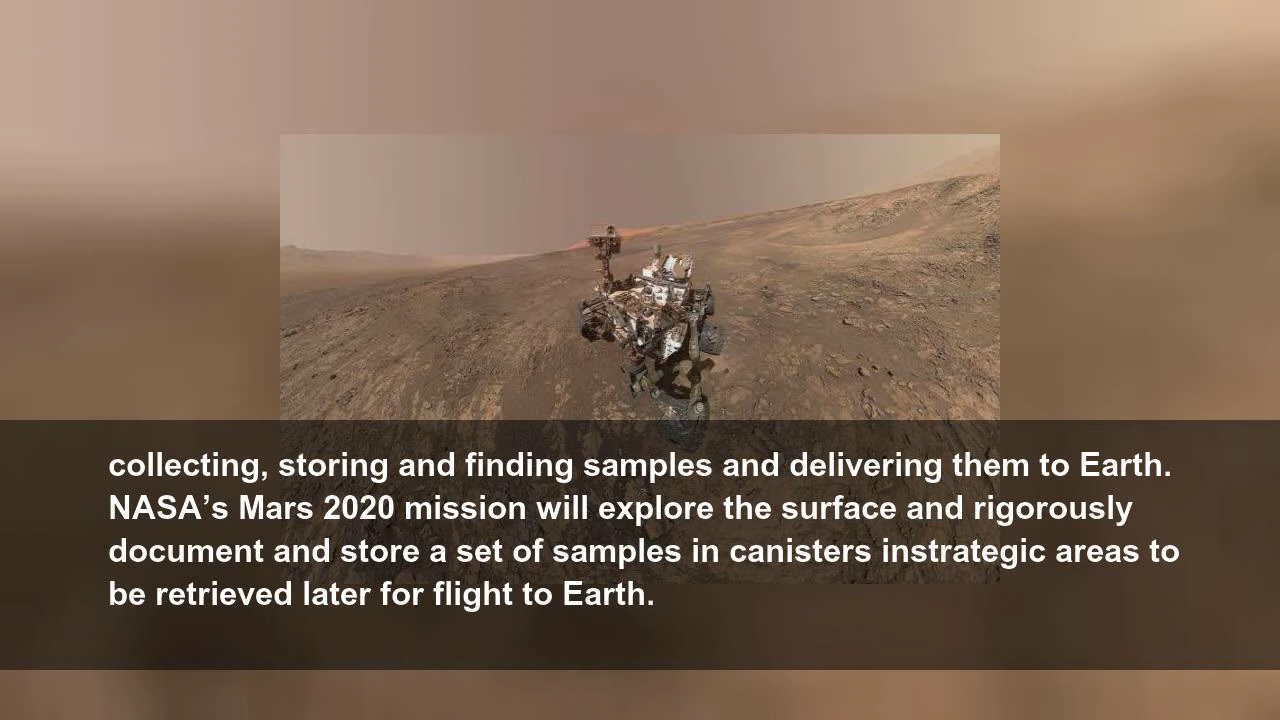 collecting, storing and finding samples and delivering them to Earth.
NASA’s Mars 2020 mission will explore the surface and rigorously
document and store a set of samples in canisters instrategic areas to
be retrieved later for flight to Earth.